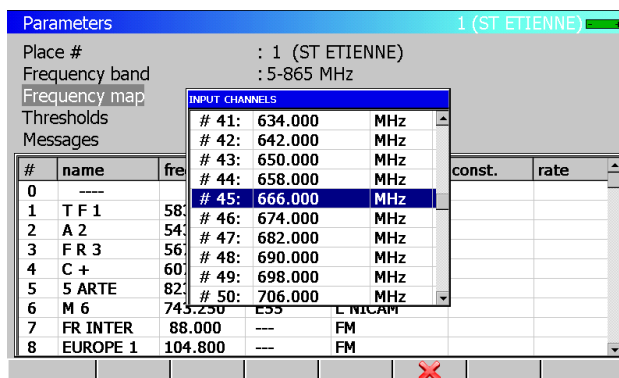 Parameters 1 (ST ETIENNE)
Place # : 1 (ST ETIENNE)
Frequency band : 5-865 MHz
Frequency map
Thresholds
Messages
INPUT CHANNELS
# 41: 634.000 MHz
# 42: 642.000 MHz
# 43: 650.000 MHz
# 44: 658.000 MHz
# 45: 666.000 MHz
# 46: 674.000 MHz
# 47: 682.000 MHz
# 48: 690.000 MHz
# 49: 698.000 MHz
# 50: 706.000 MHz
# name const. rate
0 ----
1 T F 1
2 A 2
3 F R 3
4 C +
5 5 ARTE
6 M 6 743.250 E55 L NICAM
7 FR INTER 88.000 --- FM
8 EUROPE 1 104.800 --- FM